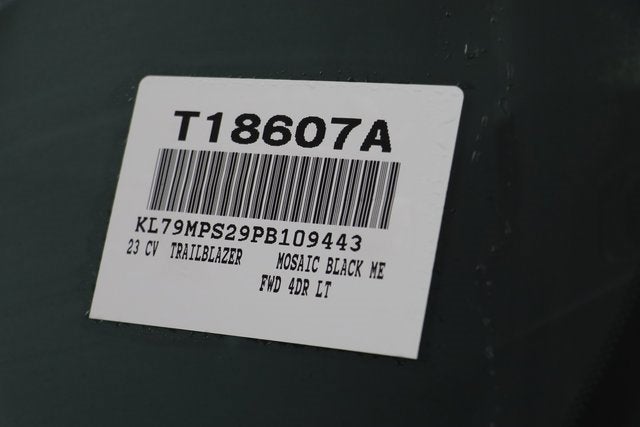 T18607A
KL79MPS29PB109443
23 CV TRAILBLAZER MOSAIC BLACK ME
FWD 4DR LT